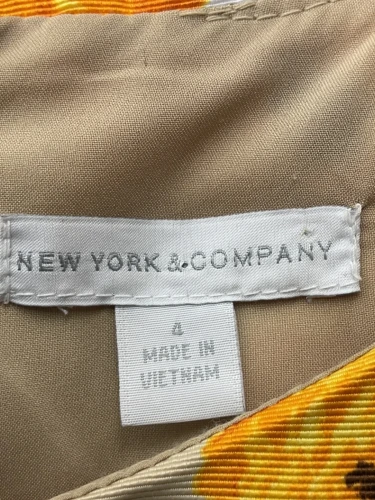 NEW YORK & COMPANY
4
MADE IN
VIETNAM